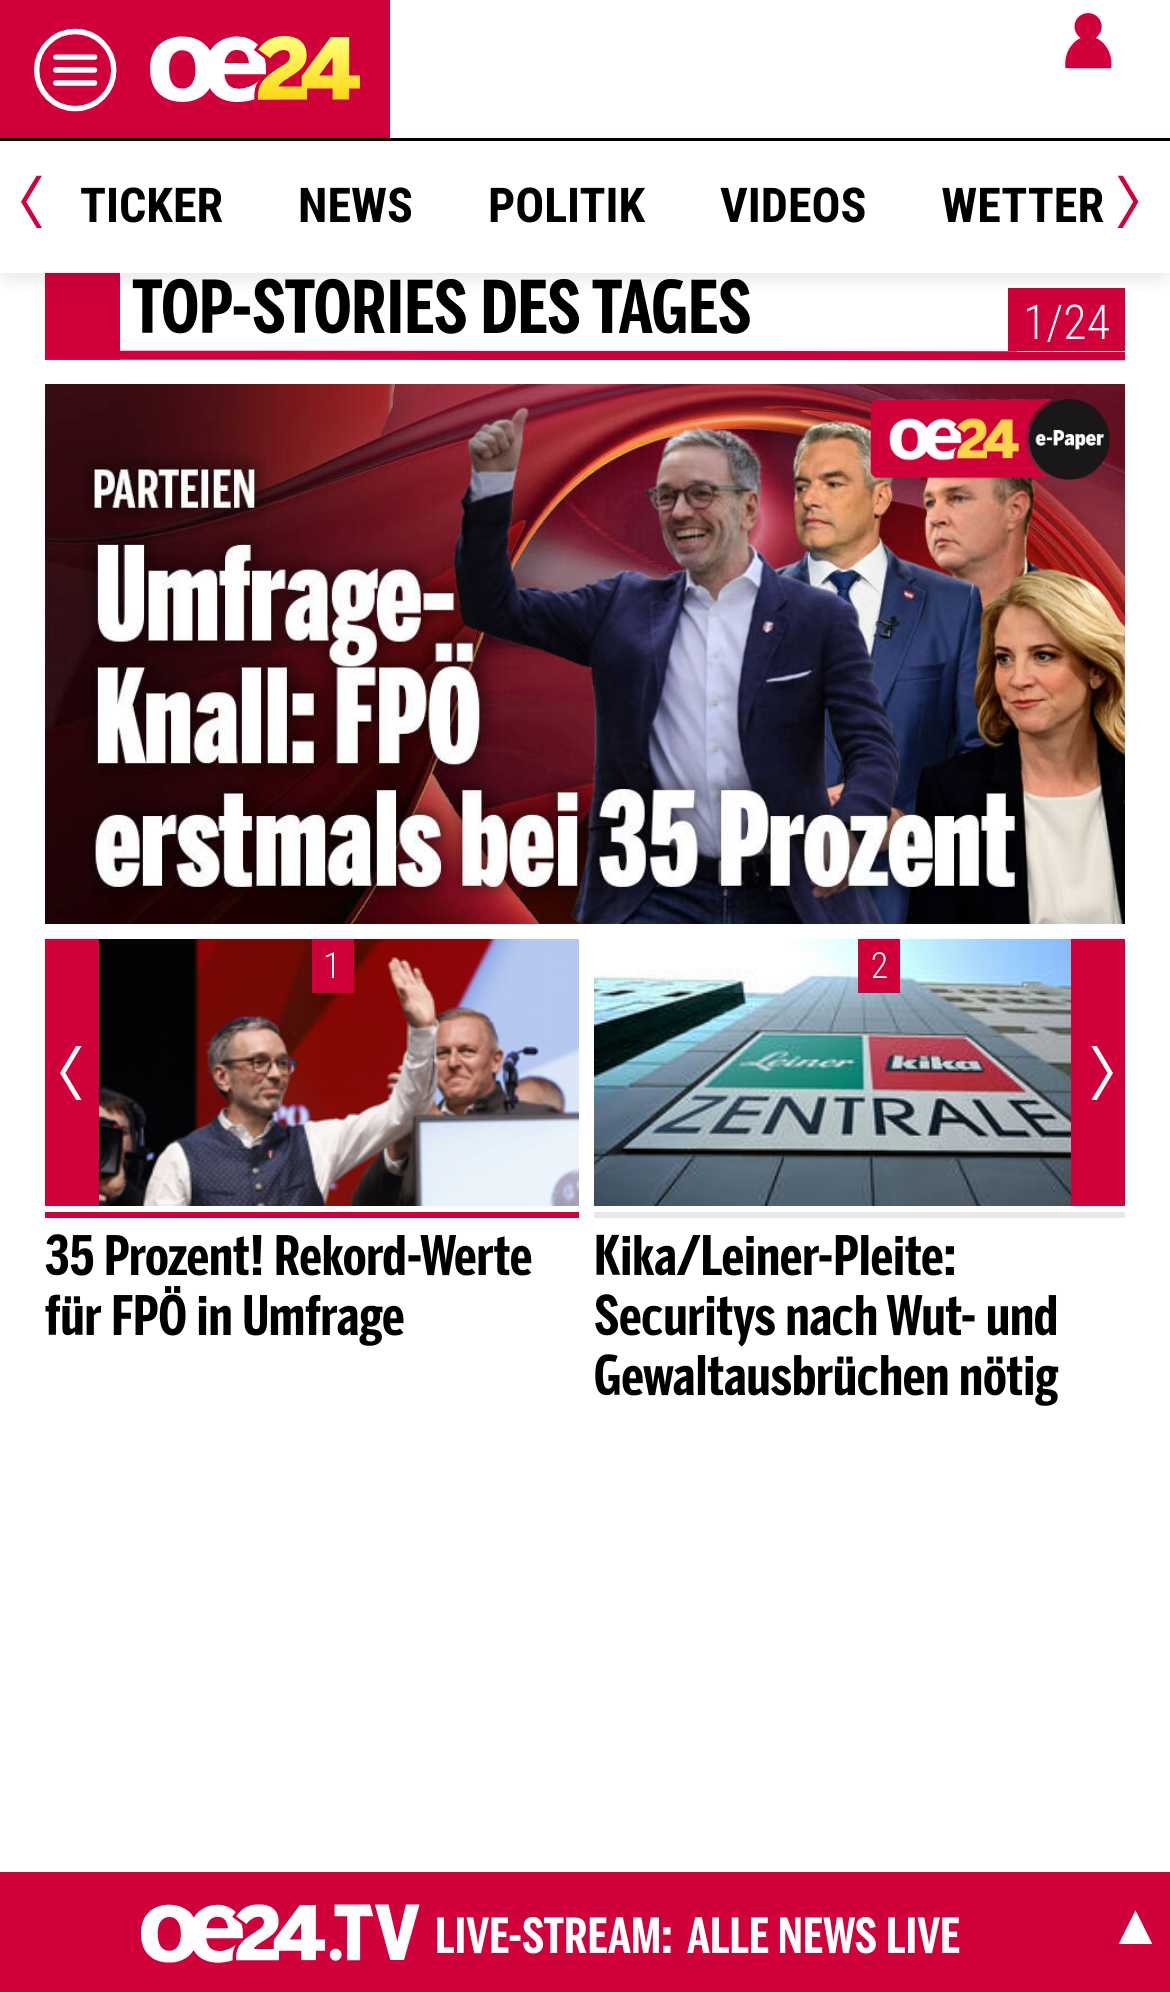 oe24
TICKER NEWS POLITIK VIDEOS WETTER
TOP-STORIES DES TAGES
1/24
oe24 e-Paper
PARTEIEN
Umfrage-
Knall: FPÖ
erstmals bei 35 Prozent
1
2
Leiner kika
ZENTRALE
35 Prozent! Rekord-Werte
für FPÖ in Umfrage
Kika/Leiner-Pleite:
Securitys nach Wut- und
Gewaltausbrüchen nötig
oe24.TV LIVE-STREAM: ALLE NEWS LIVE